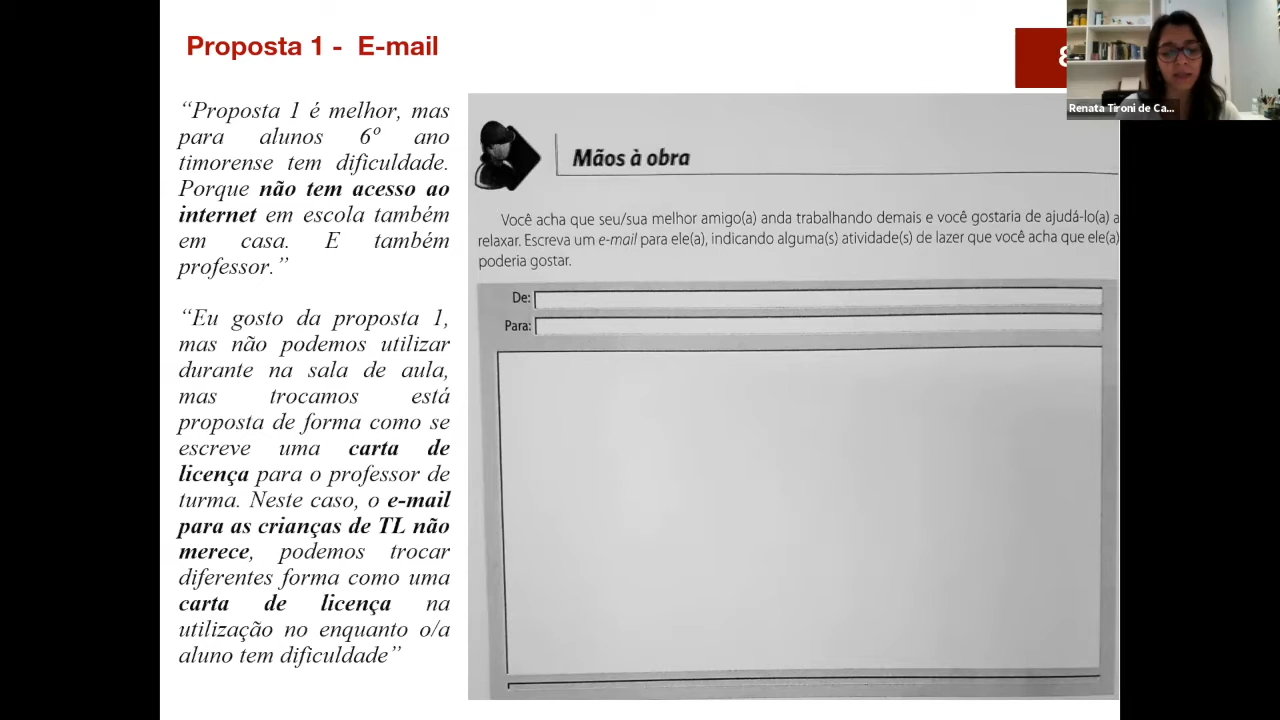 Proposta 1 - E-mail
“Proposta 1 é melhor, mas
para alunos 6º ano
timorense tem dificuldade.
Porque não tem acesso ao
internet em escola também
em casa. E também
professor.”
“Eu gosto da proposta 1,
mas não podemos utilizar
durante na sala de aula,
mas trocamos está
proposta de forma como se
escreve uma carta de
licença para o professor de
turma. Neste caso, o e-mail
para as crianças de TL não
merece, podemos trocar
diferentes forma como uma
carta de licença na
utilização no enquanto o/a
aluno tem dificuldade”
Mãos à obra
Você acha que seu/sua melhor amigo(a) anda trabalhando demais e você gostaria de ajudá-lo(a) a
relaxar. Escreva um e-mail para ele(a), indicando alguma(s) atividade(s) de lazer que você acha que ele(a)
poderia gostar.
De:
Para:
Renata Tironi de Ca...